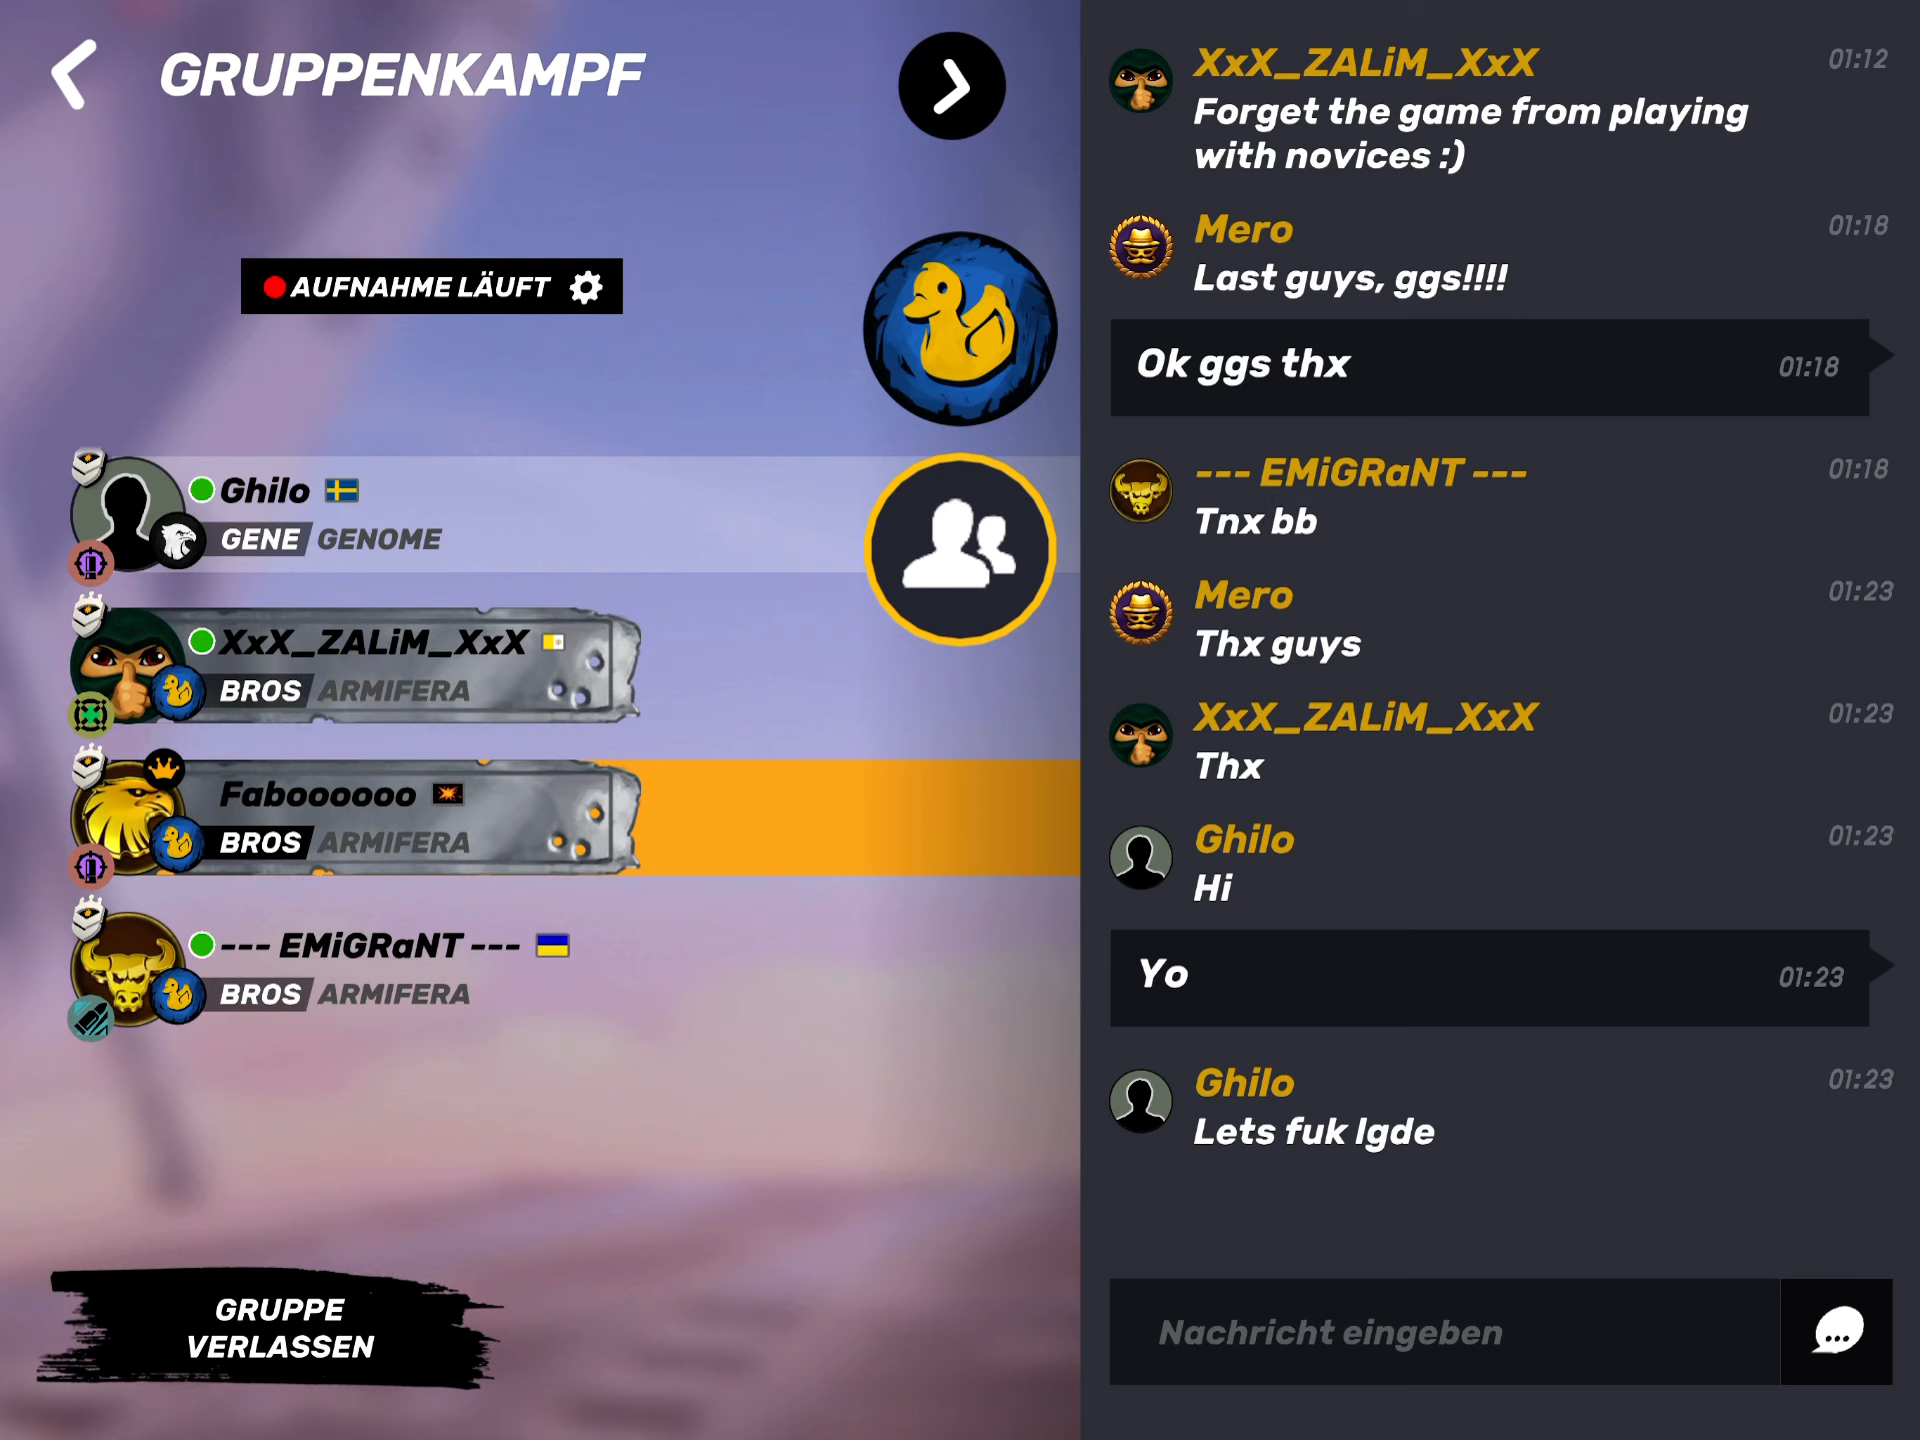 GRUPPENKAMPF
AUFNAHME LÄUFT
Ghilo
GENE GENOME
XxX_ZALiM_XxX
BROS ARMIFERA
Faboooooo
BROS ARMIFERA
--- EMiGRaNT ---
BROS ARMIFERA
GRUPPE
VERLASSEN
XxX_ZALiM_XxX 01:12
Forget the game from playing
with novices :)
Mero 01:18
Last guys, ggs!!!!
Ok ggs thx 01:18
--- EMiGRaNT --- 01:18
Tnx bb
Mero 01:23
Thx guys
XxX_ZALiM_XxX 01:23
Thx
Ghilo 01:23
Hi
Yo 01:23
Ghilo 01:23
Lets fuk lgde
Nachricht eingeben